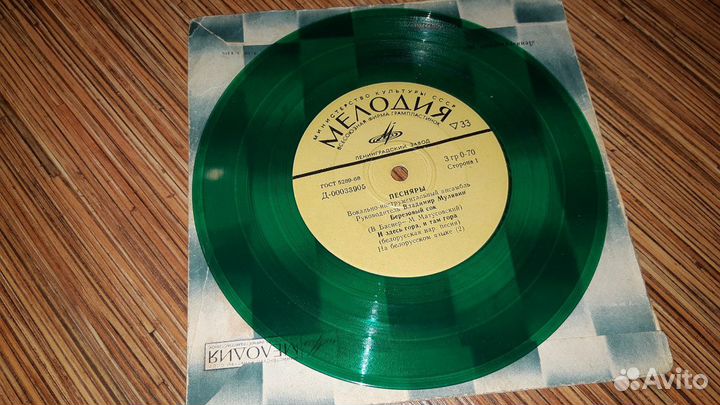 МИНИСТЕРСТВО КУЛЬТУРЫ СССР
МЕЛОДИЯ
ВСЕСОЮЗНАЯ ФИРМА ГРАМПЛАСТИНОК
▽33
ЛЕНИНГРАДСКИЙ ЗАВОД
ГОСТ 5289-68
3 гр.0-70
Д-00033905
Сторона 1
ПЕСНЯРЫ
Вокально-инструментальный ансамбль
Руководитель Владимир Мулявин
Березовый сок
(В. Баснер — М. Матусовский)
И здесь гора, и там гора
(белорусская нар. песня)
(На белорусском языке (2)
МЕЛОДИЯ
Avito